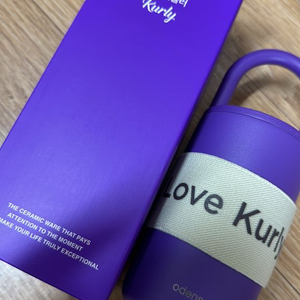 Kurly
THE CERAMIC WARE THAT PAYS
ATTENTION TO THE MOMENT
MAKE YOUR LIFE TRULY EXCEPTIONAL
Love Kurly